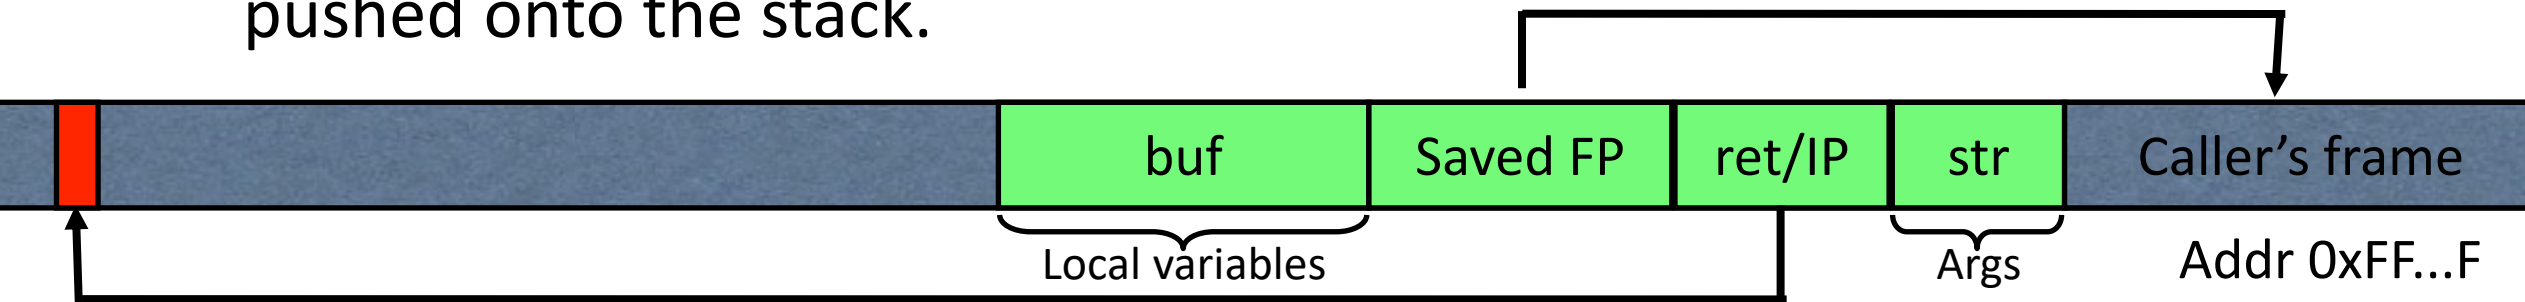 pushed onto the stack.
buf Saved FP ret/IP str Caller’s frame
Local variables Args Addr 0xFF...F